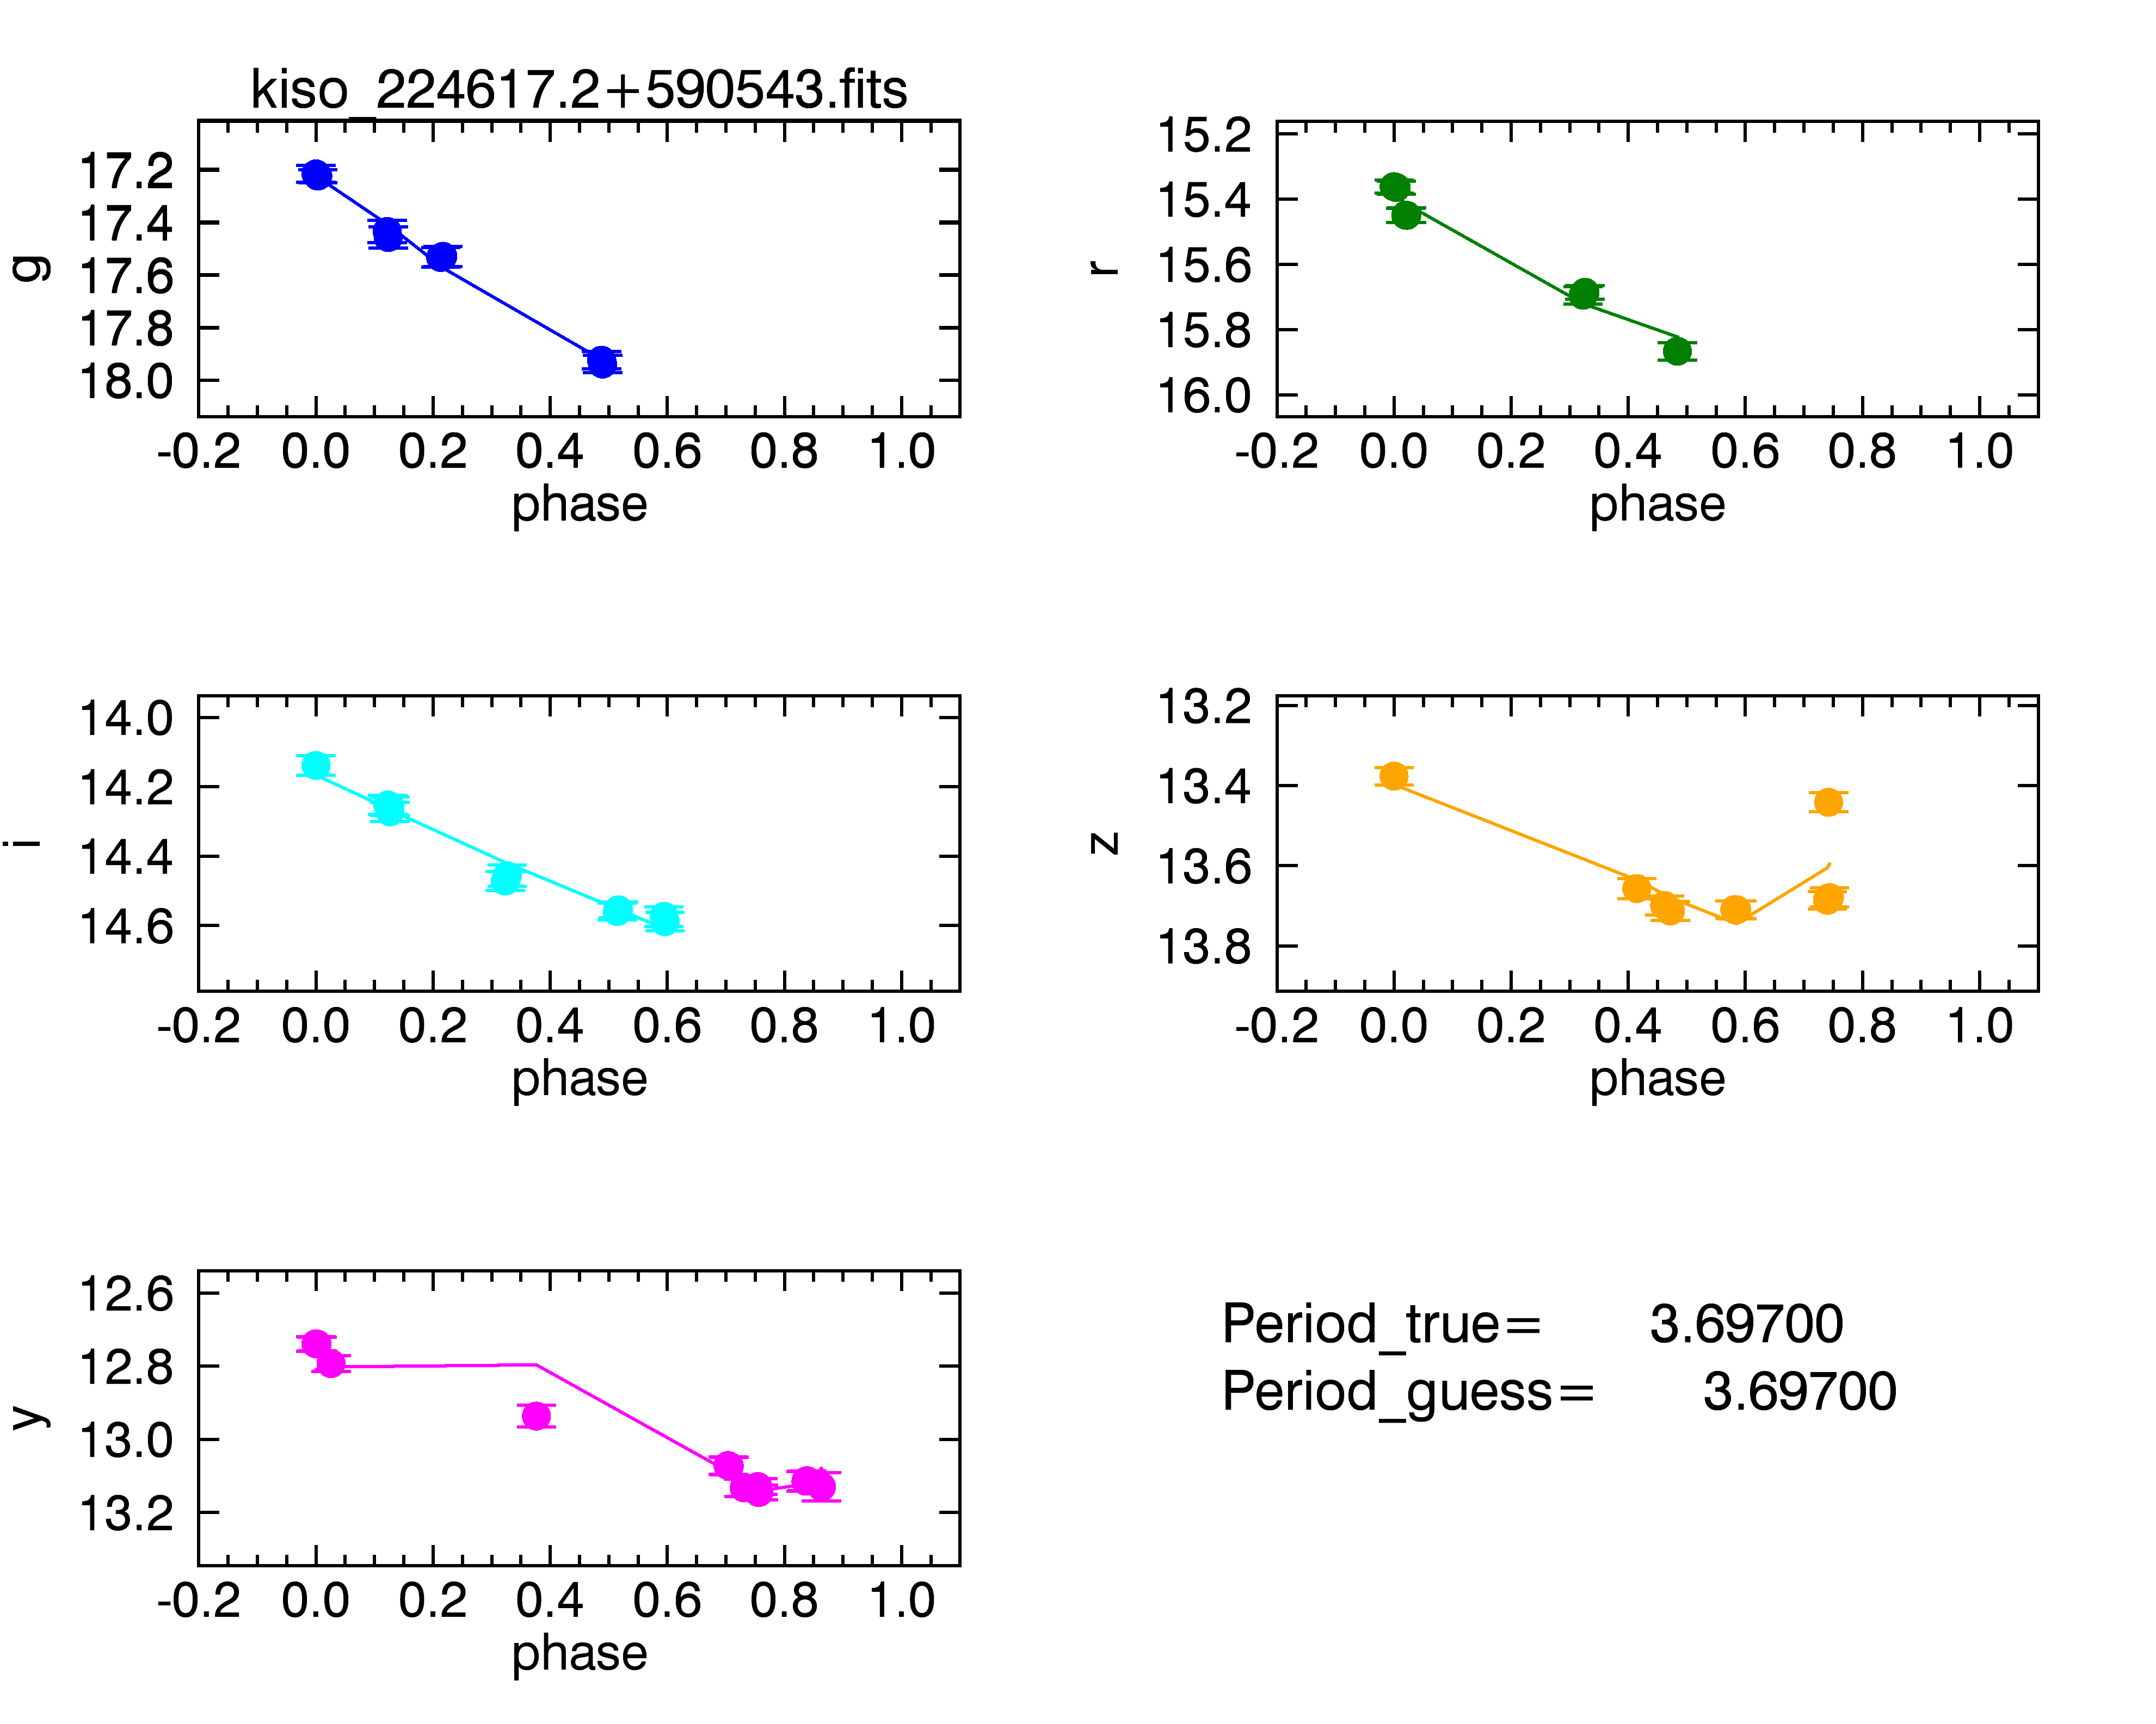 kiso_224617.2+590543.fits
g
17.2
17.4
17.6
17.8
18.0
-0.2 0.0 0.2 0.4 0.6 0.8 1.0
phase
r
15.2
15.4
15.6
15.8
16.0
-0.2 0.0 0.2 0.4 0.6 0.8 1.0
phase
i
14.0
14.2
14.4
14.6
-0.2 0.0 0.2 0.4 0.6 0.8 1.0
phase
z
13.2
13.4
13.6
13.8
-0.2 0.0 0.2 0.4 0.6 0.8 1.0
phase
y
12.6
12.8
13.0
13.2
-0.2 0.0 0.2 0.4 0.6 0.8 1.0
phase
Period_true= 3.69700
Period_guess= 3.69700